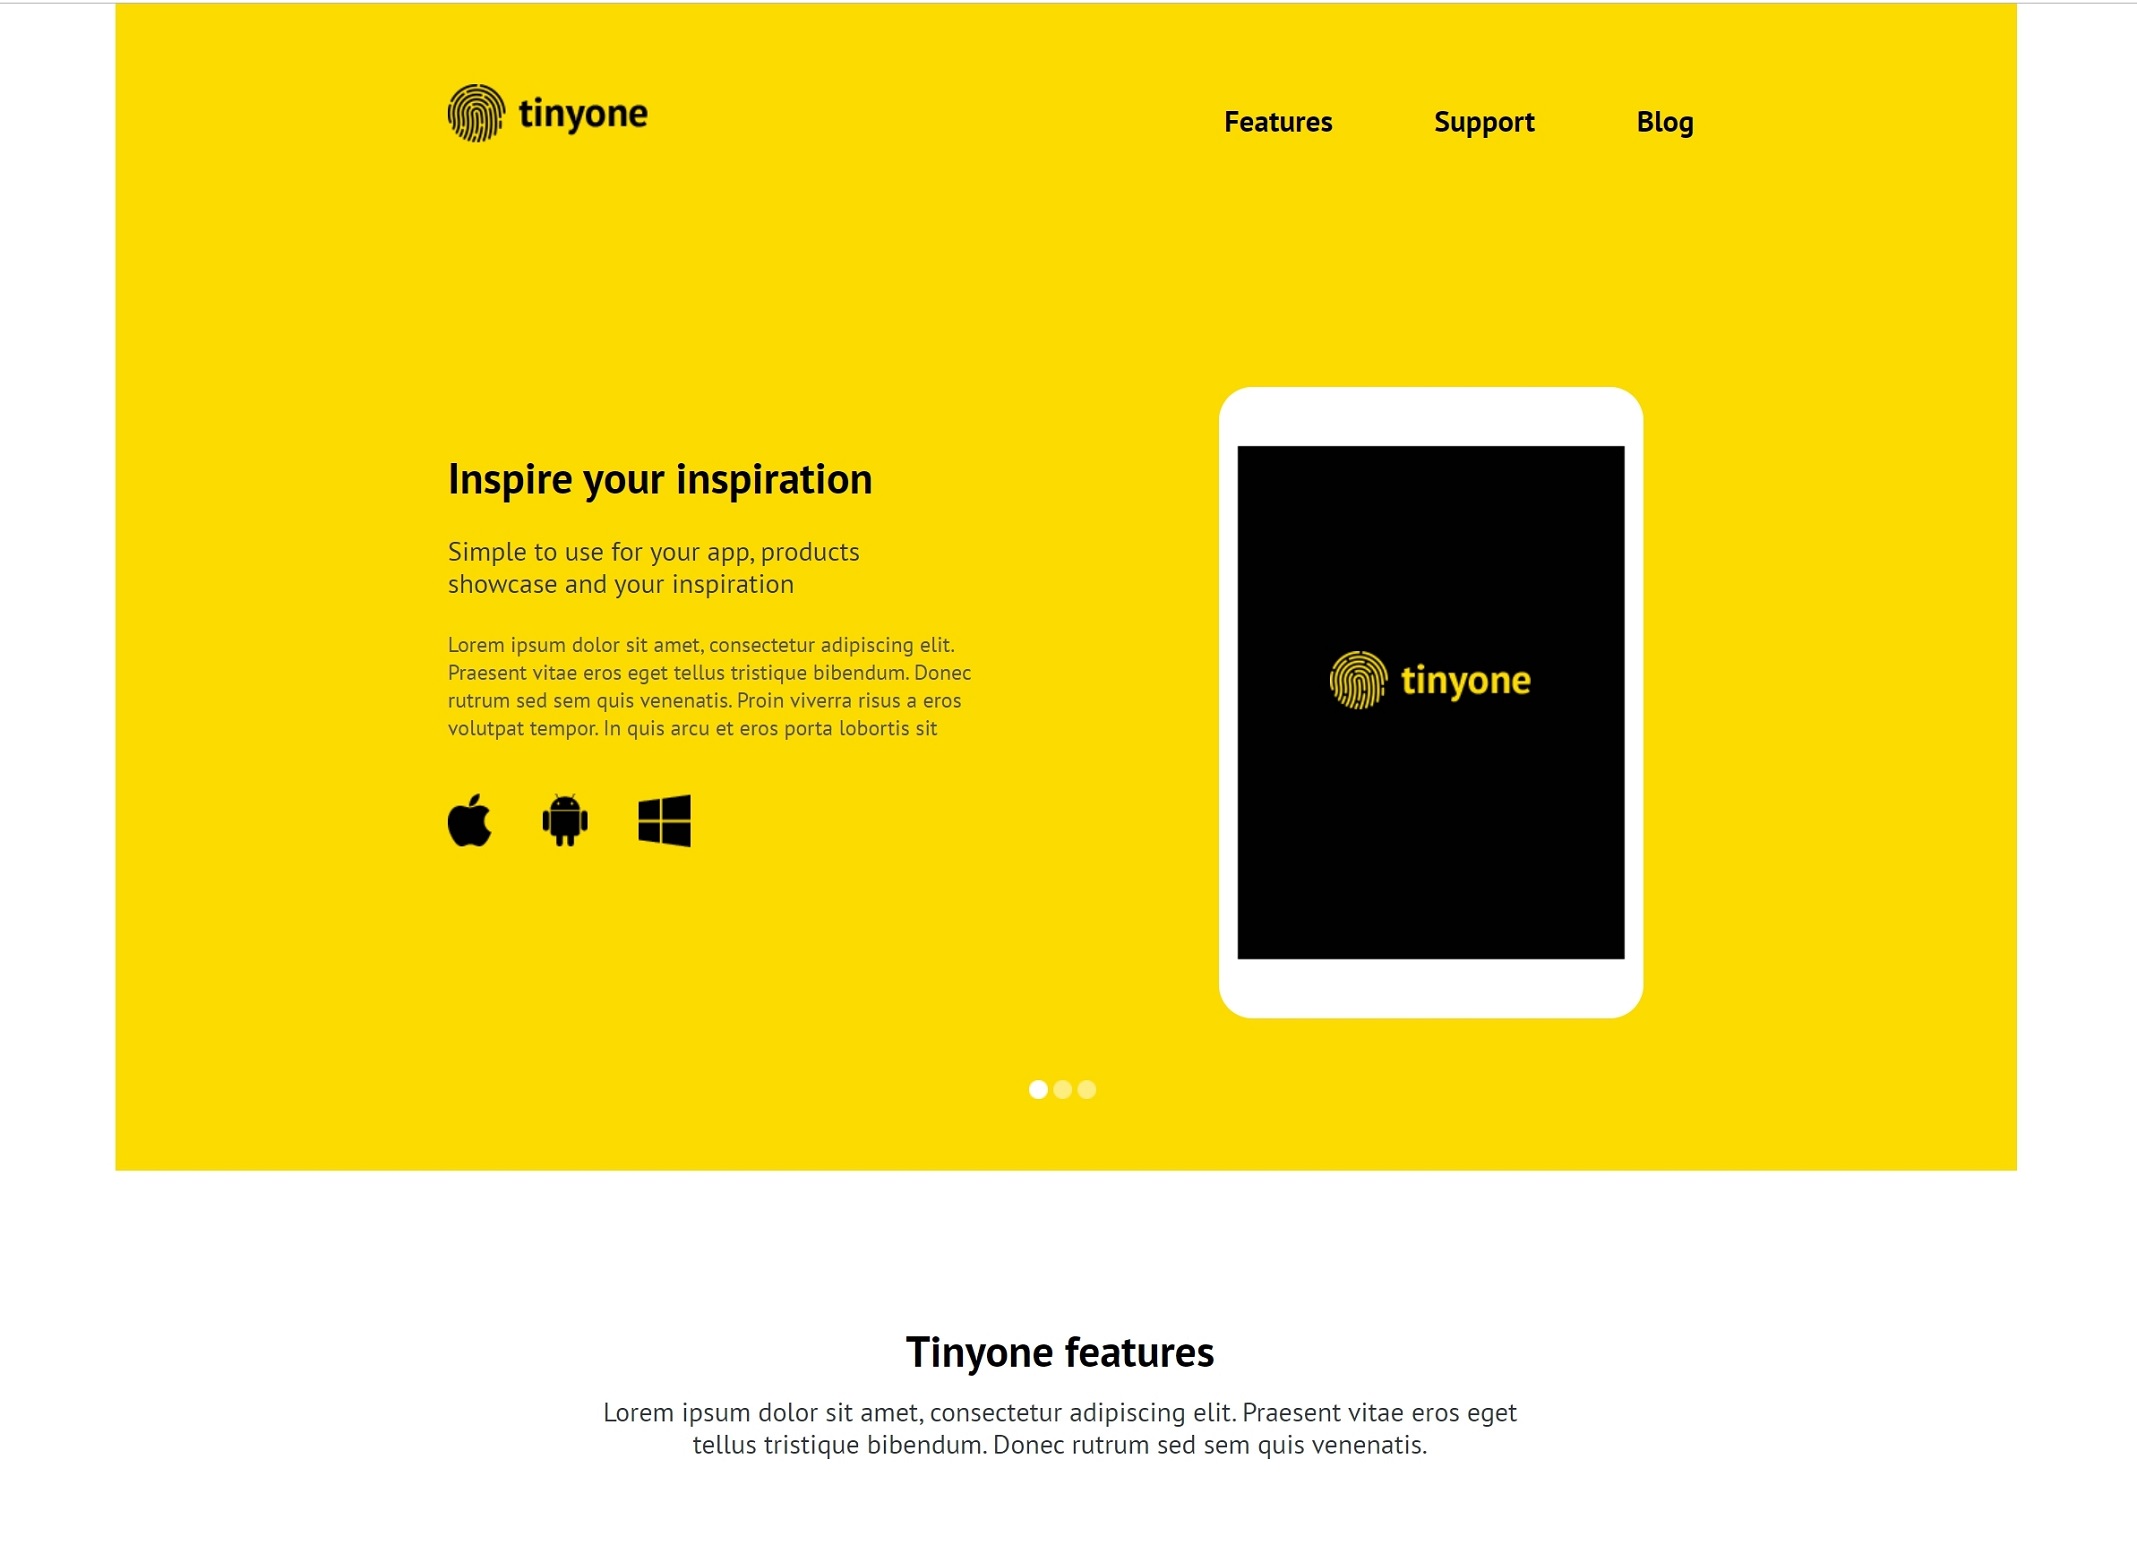 tinyone
Features
Support
Blog
Inspire your inspiration
Simple to use for your app, products
showcase and your inspiration
Lorem ipsum dolor sit amet, consectetur adipiscing elit.
Praesent vitae eros eget tellus tristique bibendum. Donec
rutrum sed sem quis venenatis. Proin viverra risus a eros
volutpat tempor. In quis arcu et eros porta lobortis sit
tinyone
Tinyone features
Lorem ipsum dolor sit amet, consectetur adipiscing elit. Praesent vitae eros eget
tellus tristique bibendum. Donec rutrum sed sem quis venenatis.